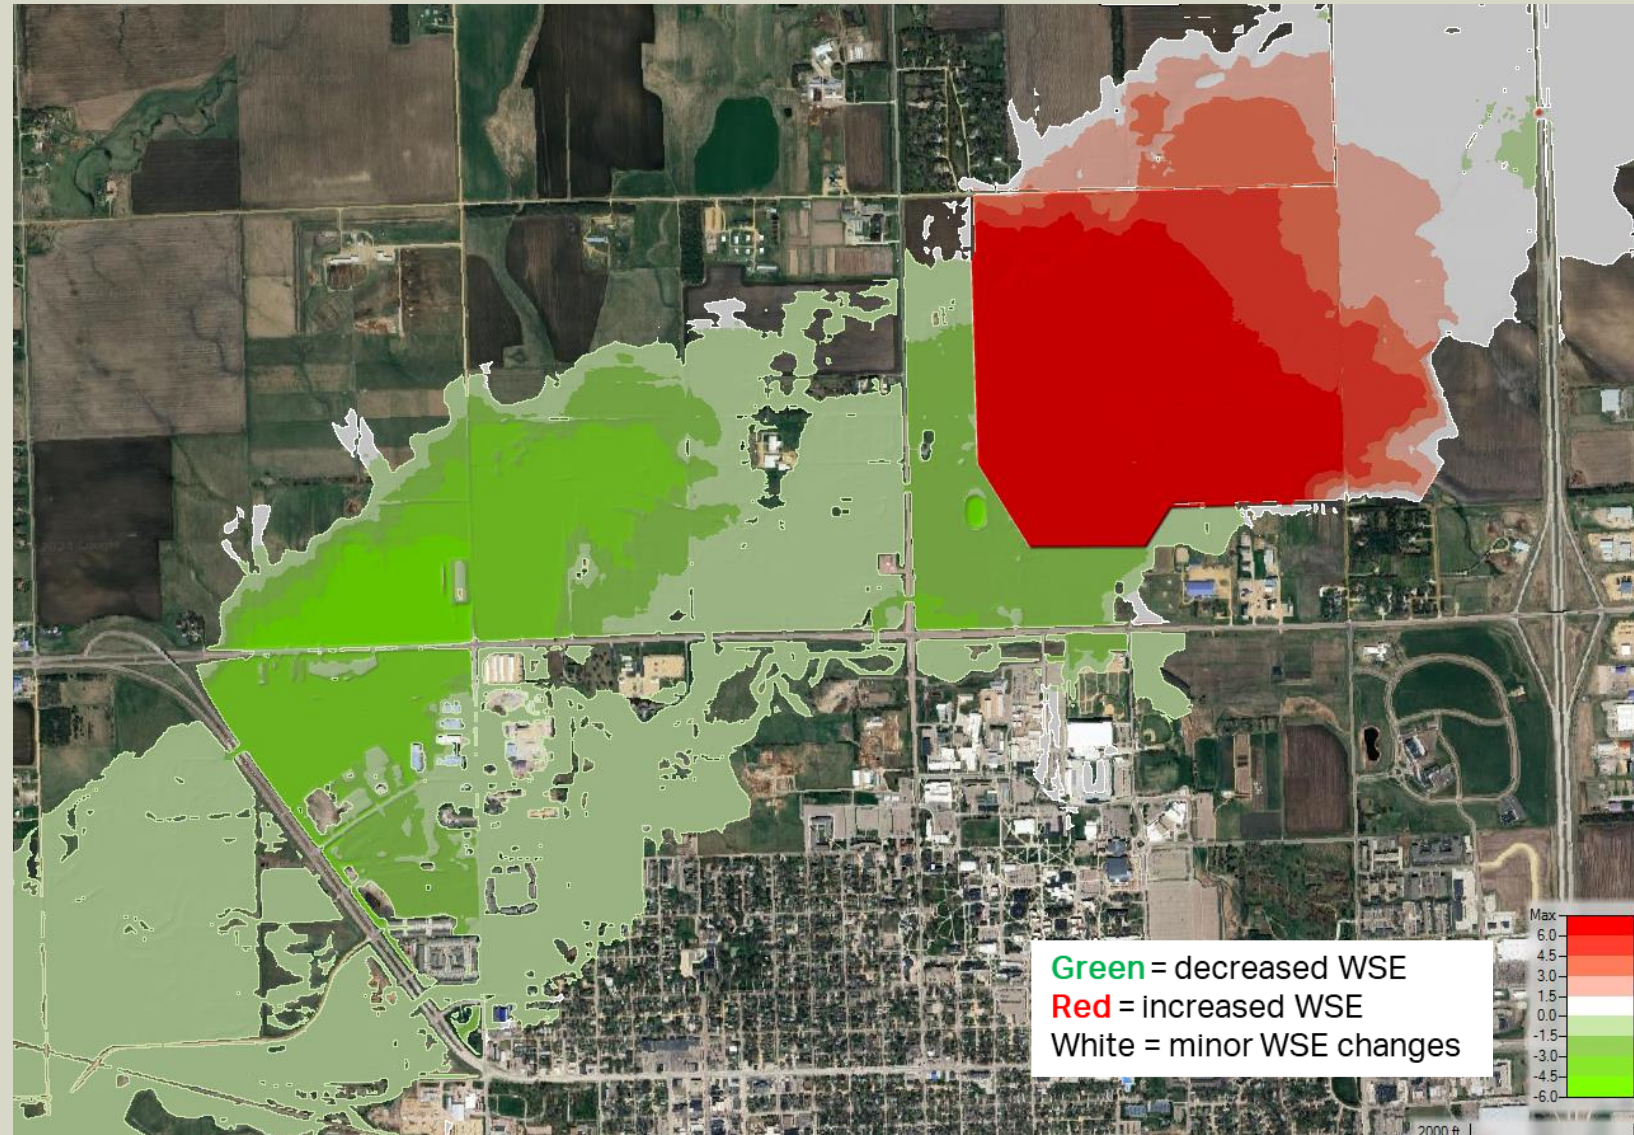 Green = decreased WSE
Red = increased WSE
White = minor WSE changes
Max
6.0
4.5
3.0
1.5
0.0
-1.5
-3.0
-4.5
-6.0
2000 ft